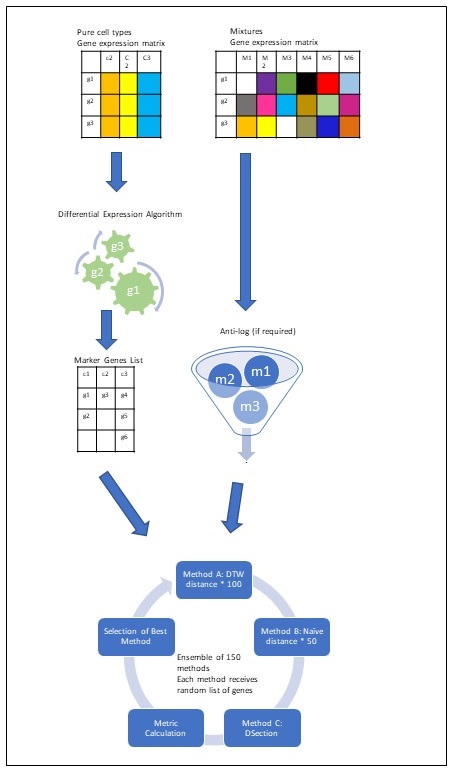 Pure cell types
Gene expression matrix
c2 C 2 C3
g1
g2
g3
Mixtures
Gene expression matrix
M1 M 2 M3 M4 M5 M6
g1
g2
g3
Differential Expression Algorithm
g3
g2
g1
Marker Genes List
c1 c2 c3
g1 g3 g4
g2 g5
g6
Anti-log (if required)
m2 m1
m3
.
Method A: DTW
distance * 100
Method B: Naïve
distance * 50
Method C:
DSection
Metric
Calculation
Selection of Best
Method
Ensemble of 150
methods
Each method receives
random list of genes